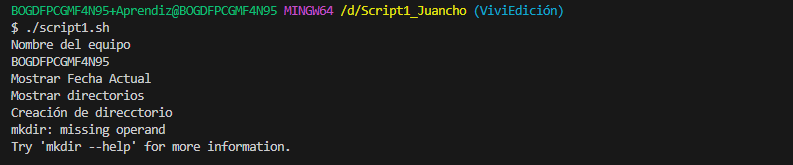 BOGDFPCGMF4N95+Aprendiz@BOGDFPCGMF4N95 MINGW64 /d/Script1_Juancho (ViviEdición)
$ ./script1.sh
Nombre del equipo
BOGDFPCGMF4N95
Mostrar Fecha Actual
Mostrar directorios
Creación de direcctorio
mkdir: missing operand
Try 'mkdir --help' for more information.